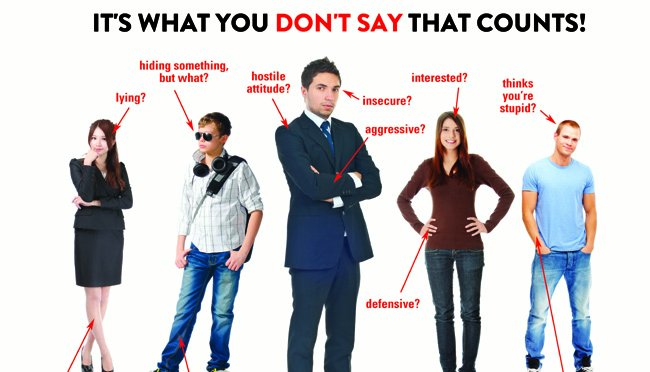 IT'S WHAT YOU DON'T SAY THAT COUNTS!
hiding something,
but what?
lying?
hostile
attitude?
insecure?
aggressive?
interested?
thinks
you're
stupid?
defensive?